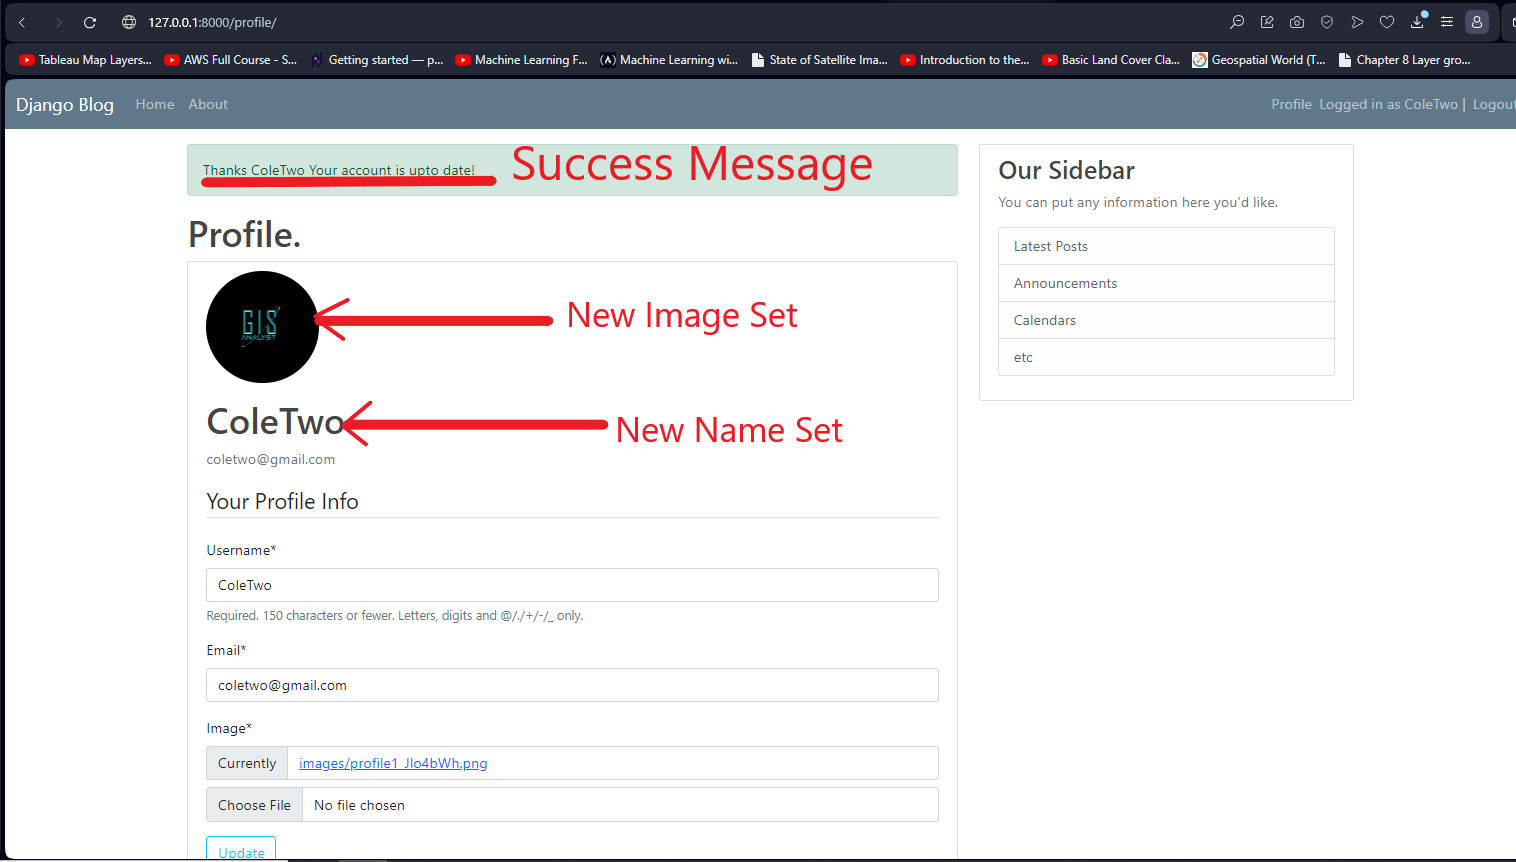 127.0.0.1:8000/profile/
Tableau Map Layers... AWS Full Course - S... Getting started — p... Machine Learning F... Machine Learning wi... State of Satellite Ima... Introduction to the... Basic Land Cover Cla... Geospatial World (T... Chapter 8 Layer gro...
Django Blog Home About Profile Logged in as ColeTwo | Logout
Thanks ColeTwo Your account is upto date! Success Message
Profile.
GIS
ANALYST
New Image Set
ColeTwo New Name Set
coletwo@gmail.com
Your Profile Info
Username*
ColeTwo
Required. 150 characters or fewer. Letters, digits and @/./+/-/_ only.
Email*
coletwo@gmail.com
Image*
Currently images/profile1_Jlo4bWh.png
Choose File No file chosen
Update
Our Sidebar
You can put any information here you'd like.
Latest Posts
Announcements
Calendars
etc